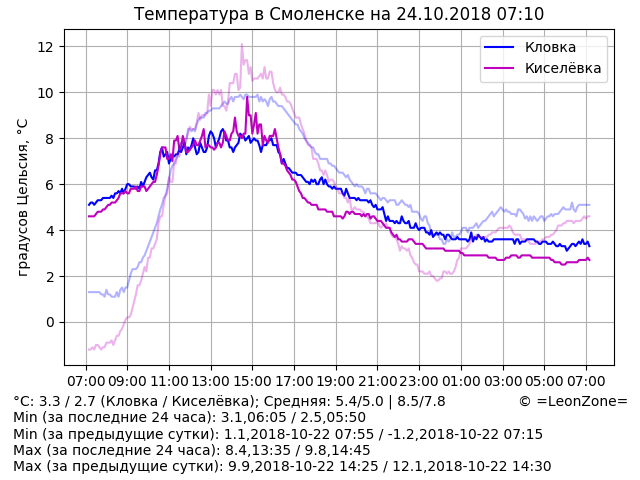 Температура в Смоленске на 24.10.2018 07:10
Кловка
Киселёвка
градусов Цельсия, °C
12
10
8
6
4
2
0
07:00 09:00 11:00 13:00 15:00 17:00 19:00 21:00 23:00 01:00 03:00 05:00 07:00
°C: 3.3 / 2.7 (Кловка / Киселёвка); Средняя: 5.4/5.0 | 8.5/7.8 © =LeonZone=
Min (за последние 24 часа): 3.1,06:05 / 2.5,05:50
Min (за предыдущие сутки): 1.1,2018-10-22 07:55 / -1.2,2018-10-22 07:15
Max (за последние 24 часа): 8.4,13:35 / 9.8,14:45
Max (за предыдущие сутки): 9.9,2018-10-22 14:25 / 12.1,2018-10-22 14:30